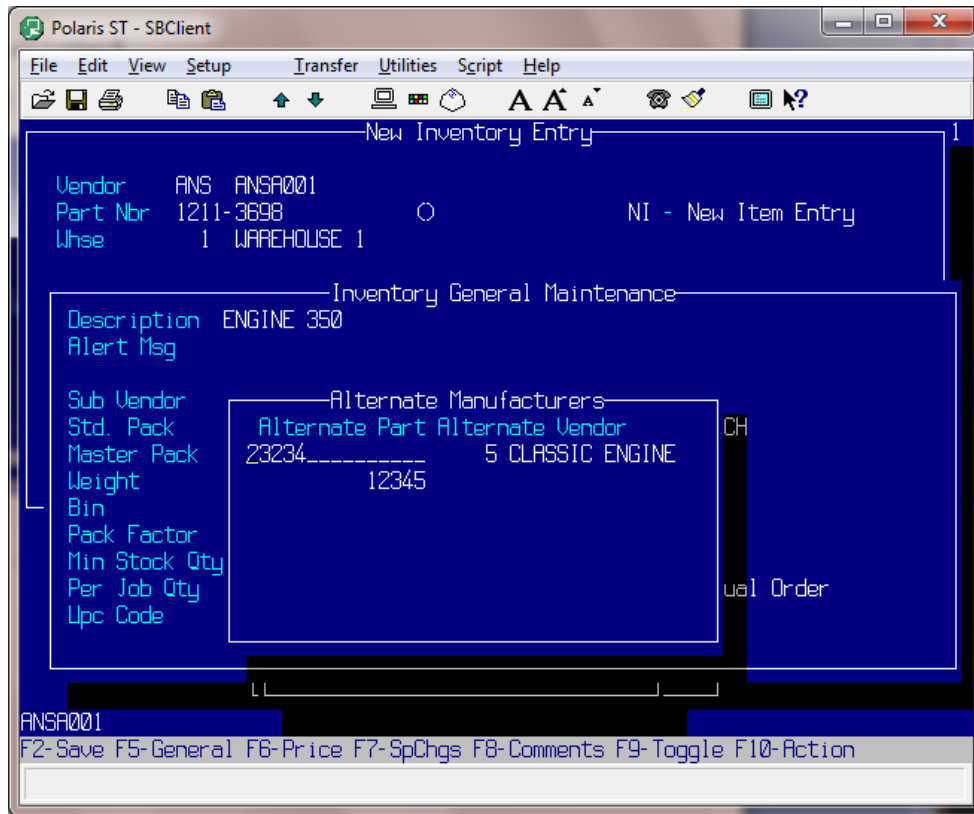 Polaris ST - SBClient
File Edit View Setup Transfer Utilities Script Help
New Inventory Entry 1
Vendor ANS ANSA001
Part Nbr 1211-3698 NI - New Item Entry
Whse 1 WAREHOUSE 1
Inventory General Maintenance
Description ENGINE 350
Alert Msg
Sub Vendor Alternate Manufacturers
Std. Pack Alternate Part Alternate Vendor CH
Master Pack 23234__________ 5 CLASSIC ENGINE
Weight 12345
Bin
Pack Factor
Min Stock Qty
Per Job Qty ual Order
Upc Code
ANSA001
F2-Save F5-General F6-Price F7-SpChgs F8-Comments F9-Toggle F10-Action